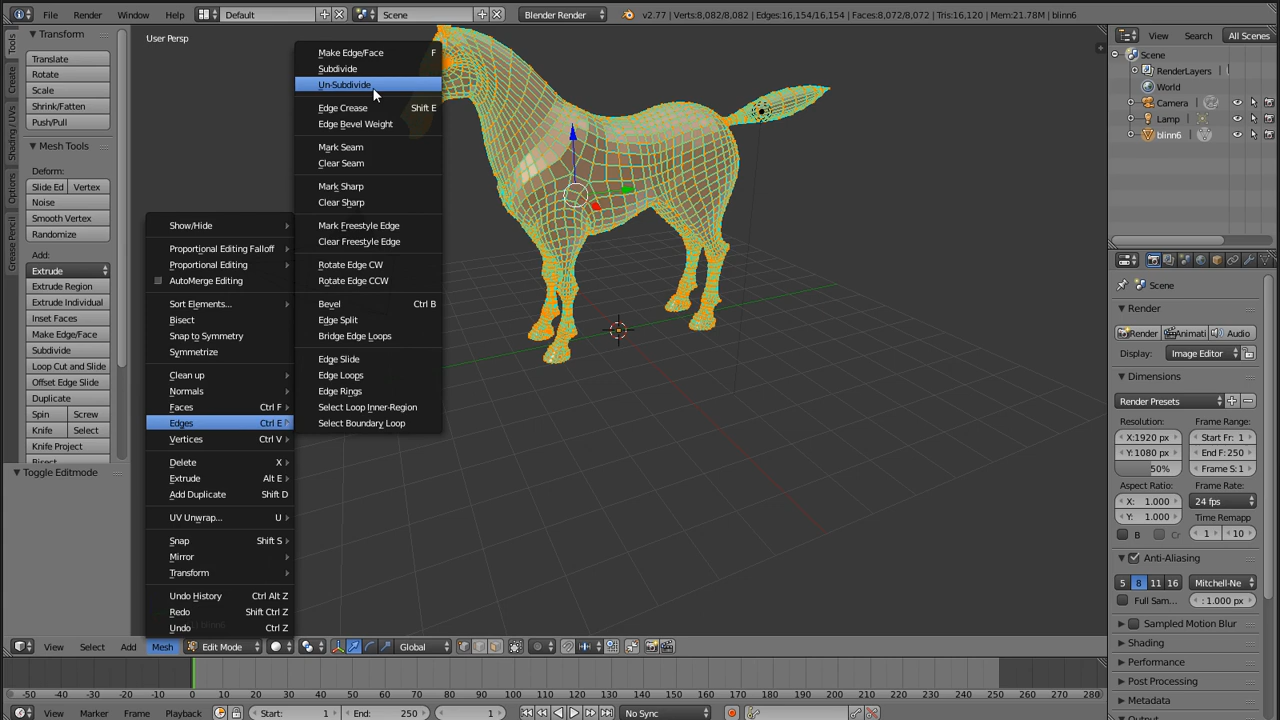 File Render Window Help Default Scene Blender Render v2.77 | Verts:8,082/8,082 | Edges:16,154/16,154 | Faces:8,072/8,072 | Tris:16,120 | Mem:21.78M | blinn6
User Persp
Tools
Create
Shading / UVs
Options
Grease Pencil
Transform
Translate
Rotate
Scale
Shrink/Fatten
Push/Pull
Mesh Tools
Deform:
Slide Ed Vertex
Noise
Smooth Vertex
Randomize
Add:
Extrude
Extrude Region
Extrude Individual
Inset Faces
Make Edge/Face
Subdivide
Loop Cut and Slide
Offset Edge Slide
Duplicate
Spin Screw
Knife Select
Knife Project
Bisect
Toggle Editmode
Show/Hide
Proportional Editing Falloff
Proportional Editing
AutoMerge Editing
Sort Elements...
Bisect
Snap to Symmetry
Symmetrize
Clean up
Normals
Faces Ctrl F
Edges Ctrl E
Vertices Ctrl V
Delete X
Extrude Alt E
Add Duplicate Shift D
UV Unwrap... U
Snap Shift S
Mirror
Transform
Undo History Ctrl Alt Z
Redo Shift Ctrl Z
Undo Ctrl Z
Make Edge/Face F
Subdivide
Un-Subdivide
Edge Crease Shift E
Edge Bevel Weight
Mark Seam
Clear Seam
Mark Sharp
Clear Sharp
Mark Freestyle Edge
Clear Freestyle Edge
Rotate Edge CW
Rotate Edge CCW
Bevel Ctrl B
Edge Split
Bridge Edge Loops
Edge Slide
Edge Loops
Edge Rings
Select Loop Inner-Region
Select Boundary Loop
View Search All Scenes
Scene
RenderLayers
World
Camera
Lamp
blinn6
Scene
Render
Render Animati Audio
Display: Image Editor
Dimensions
Render Presets
Resolution: Frame Range:
X:1920 px Start Fr: 1
Y:1080 px End F:250
50% Frame S:1
Aspect Ratio: Frame Rate:
X: 1.000 24 fps
Y: 1.000 Time Remapp
B Cr 1 10
Anti-Aliasing
5 8 11 16 Mitchell-Ne
Full Sam... : 1.000 px
Sampled Motion Blur
Shading
Performance
Post Processing
Metadata
View Select Add Mesh Edit Mode Global
-50 -40 -30 -20 -10 0 10 20 30 40 50 60 70 80 90 100 110 120 130 140 150 160 170 180 190 200 210 220 230 240 250 260 270 280
View Marker Frame Playback Start: 1 End: 250 1 No Sync